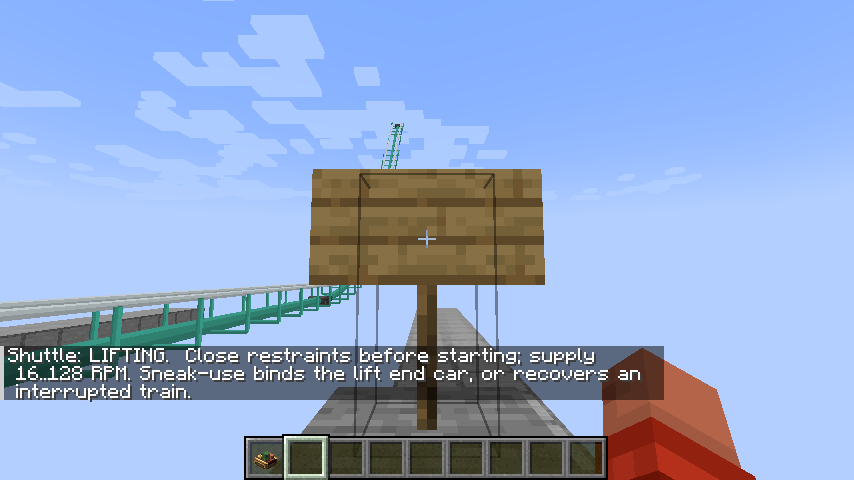 Shuttle: LIFTING. Close restraints before starting; supply
16..128 RPM. Sneak-use binds the lift end car, or recovers an
interrupted train.